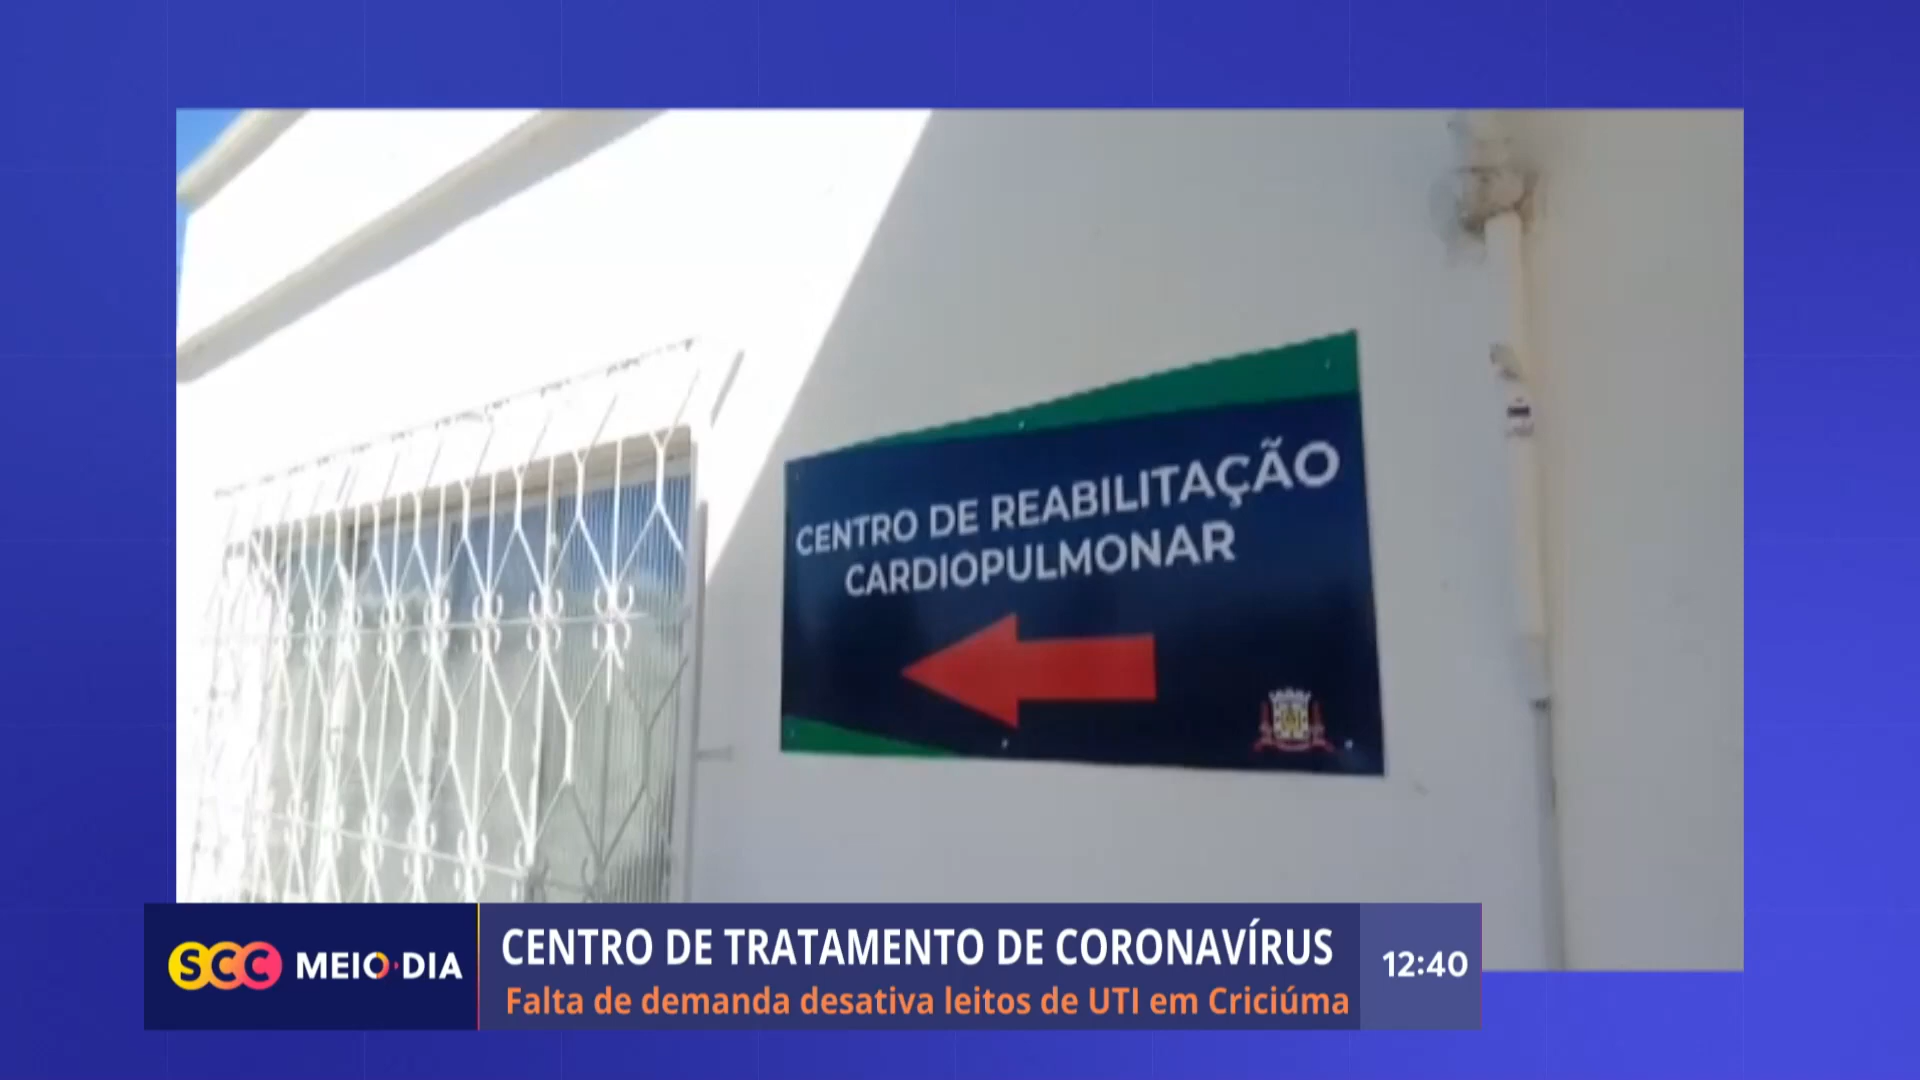 CENTRO DE REABILITAÇÃO
CARDIOPULMONAR
SCC MEIO-DIA
CENTRO DE TRATAMENTO DE CORONAVÍRUS
Falta de demanda desativa leitos de UTI em Criciúma
12:40